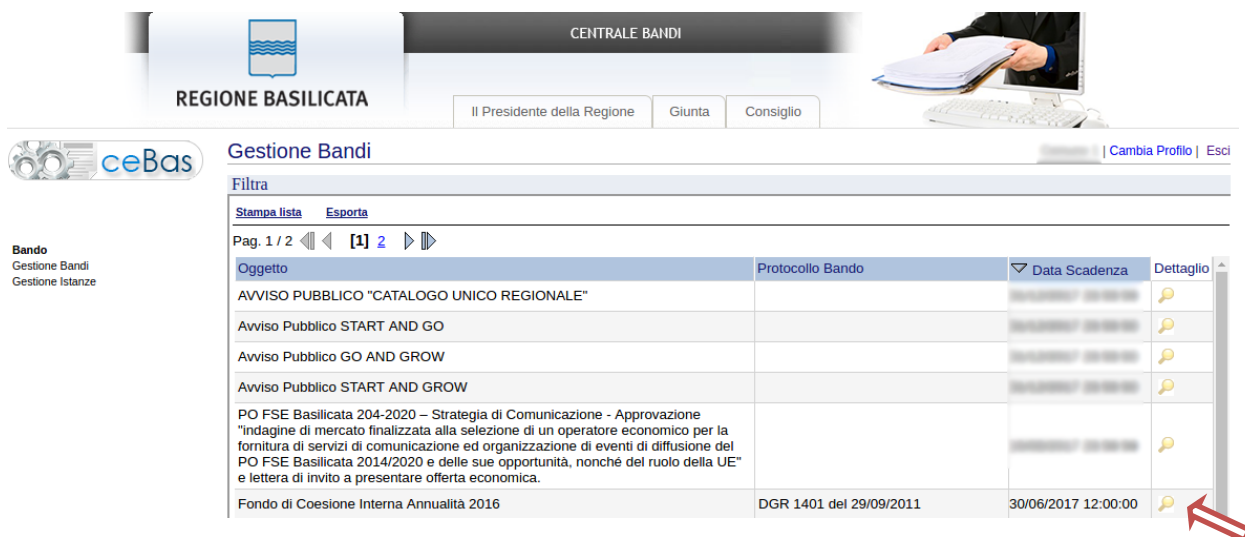 CENTRALE BANDI
REGIONE BASILICATA
Il Presidente della Regione Giunta Consiglio
ceBas
Gestione Bandi
| Cambia Profilo | Esci
Filtra
Stampa lista Esporta
Pag. 1 / 2 [1] 2
Bando
Gestione Bandi
Gestione Istanze
Oggetto Protocollo Bando Data Scadenza Dettaglio
AVVISO PUBBLICO "CATALOGO UNICO REGIONALE"
Avviso Pubblico START AND GO
Avviso Pubblico GO AND GROW
Avviso Pubblico START AND GROW
PO FSE Basilicata 204-2020 – Strategia di Comunicazione - Approvazione
"indagine di mercato finalizzata alla selezione di un operatore economico per la
fornitura di servizi di comunicazione ed organizzazione di eventi di diffusione del
PO FSE Basilicata 2014/2020 e delle sue opportunità, nonché del ruolo della UE"
e lettera di invito a presentare offerta economica.
Fondo di Coesione Interna Annualità 2016 DGR 1401 del 29/09/2011 30/06/2017 12:00:00